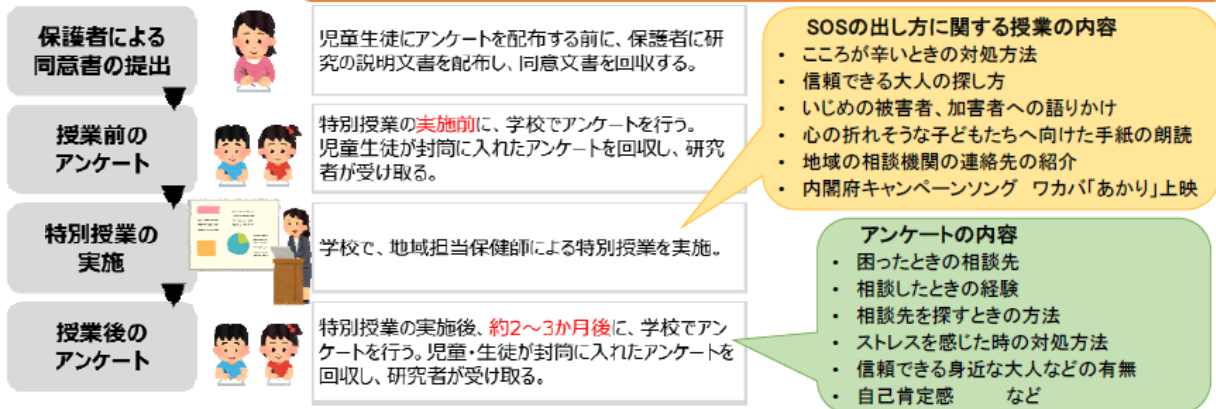 保護者による
同意書の提出
児童生徒にアンケートを配布する前に、保護者に研
究の説明文書を配布し、同意文書を回収する。
授業前の
アンケート
特別授業の実施前に、学校でアンケートを行う。
児童生徒が封筒に入れたアンケートを回収し、研究
者が受け取る。
特別授業の
実施
学校で、地域担当保健師による特別授業を実施。
授業後の
アンケート
特別授業の実施後、約2～3か月後に、学校でアン
ケートを行う。児童・生徒が封筒に入れたアンケートを
回収し、研究者が受け取る。
SOSの出し方に関する授業の内容
・ こころが辛いときの対処方法
・ 信頼できる大人の探し方
・ いじめの被害者、加害者への語りかけ
・ 心の折れそうな子どもたちへ向けた手紙の朗読
・ 地域の相談機関の連絡先の紹介
・ 内閣府キャンペーンソング ワカバ「あかり」上映
アンケートの内容
・ 困ったときの相談先
・ 相談したときの経験
・ 相談先を探すときの方法
・ ストレスを感じた時の対処方法
・ 信頼できる身近な大人などの有無
・ 自己肯定感 など